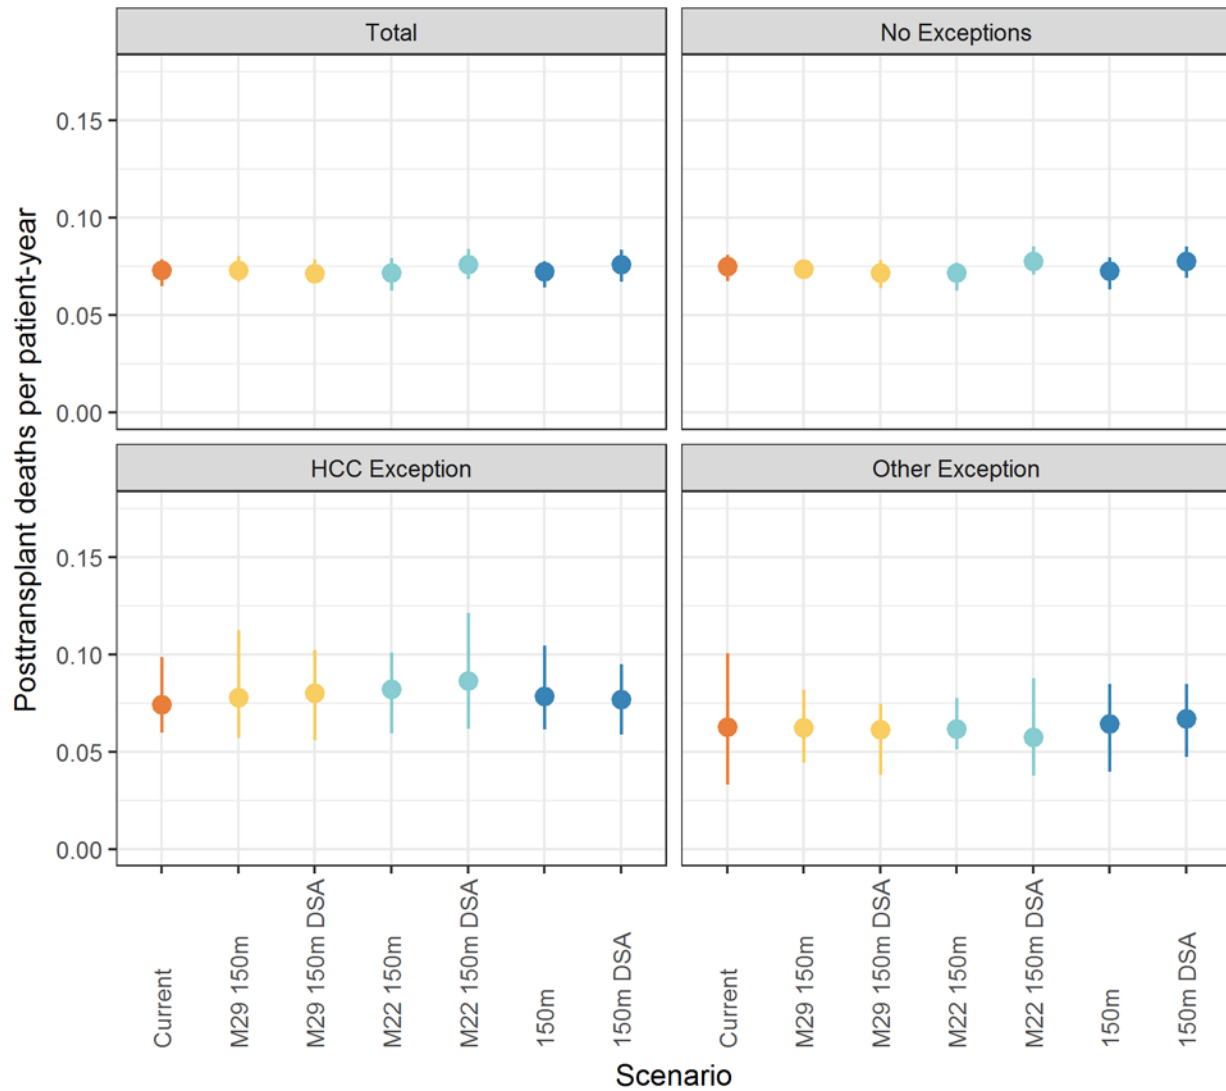 Total
No Exceptions
0.15
0.10
0.05
0.00
HCC Exception
Other Exception
0.15
0.10
0.05
0.00
Posttransplant deaths per patient-year
Current
M29 150m
M29 150m DSA
M22 150m
M22 150m DSA
150m
150m DSA
Current
M29 150m
M29 150m DSA
M22 150m
M22 150m DSA
150m
150m DSA
Scenario